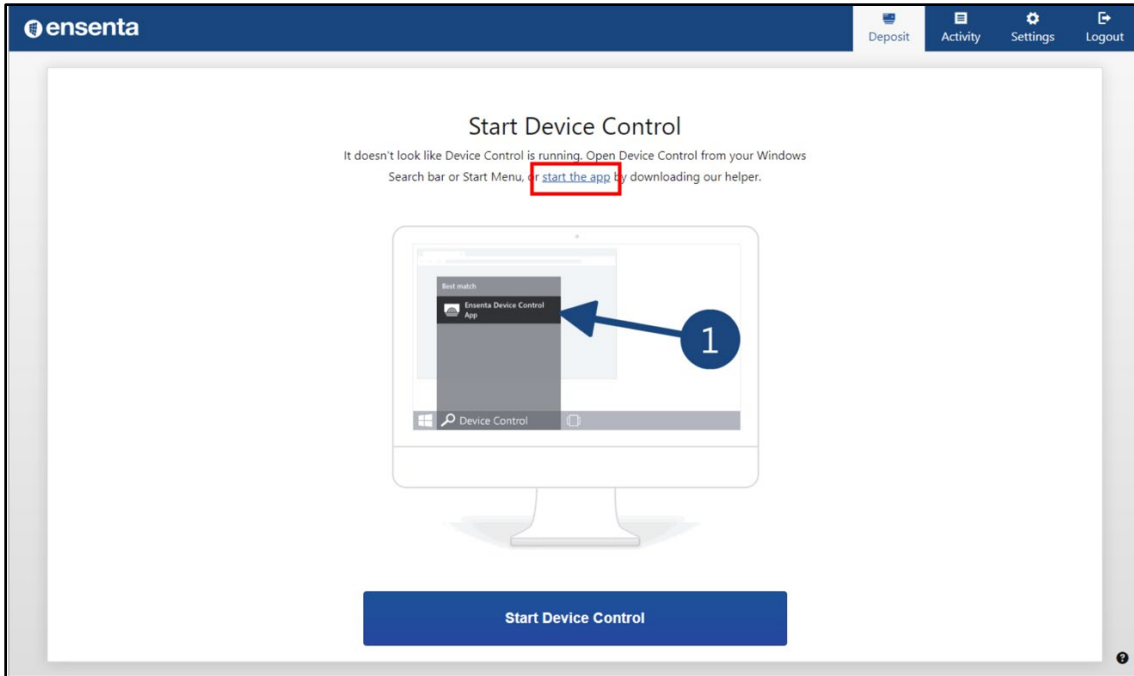 ensenta
Deposit
Activity
Settings
Logout
Start Device Control
It doesn't look like Device Control is running. Open Device Control from your Windows
Search bar or Start Menu, or start the app by downloading our helper.
Best match
Ensenta Device Control
App
1
Device Control
Start Device Control
?